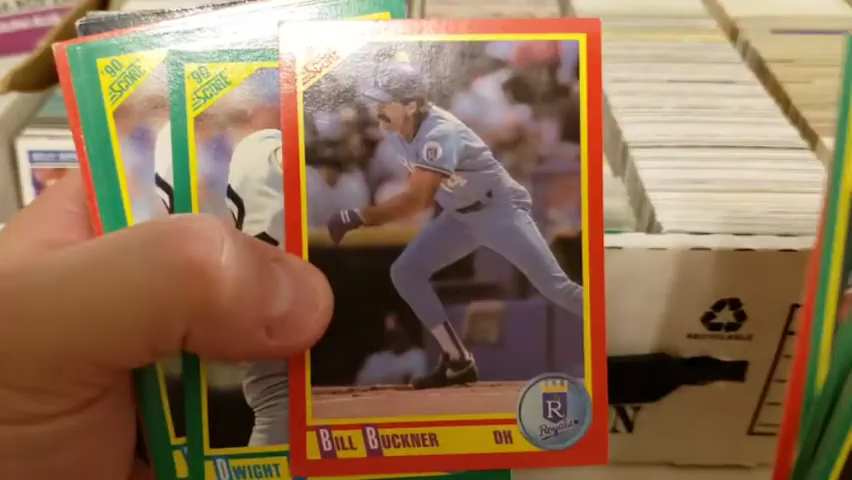 '90
SCORE
'90
SCORE
SCORE
BILL BUCKNER DH
R
Royals
DWIGHT
RECYCLABLE
N